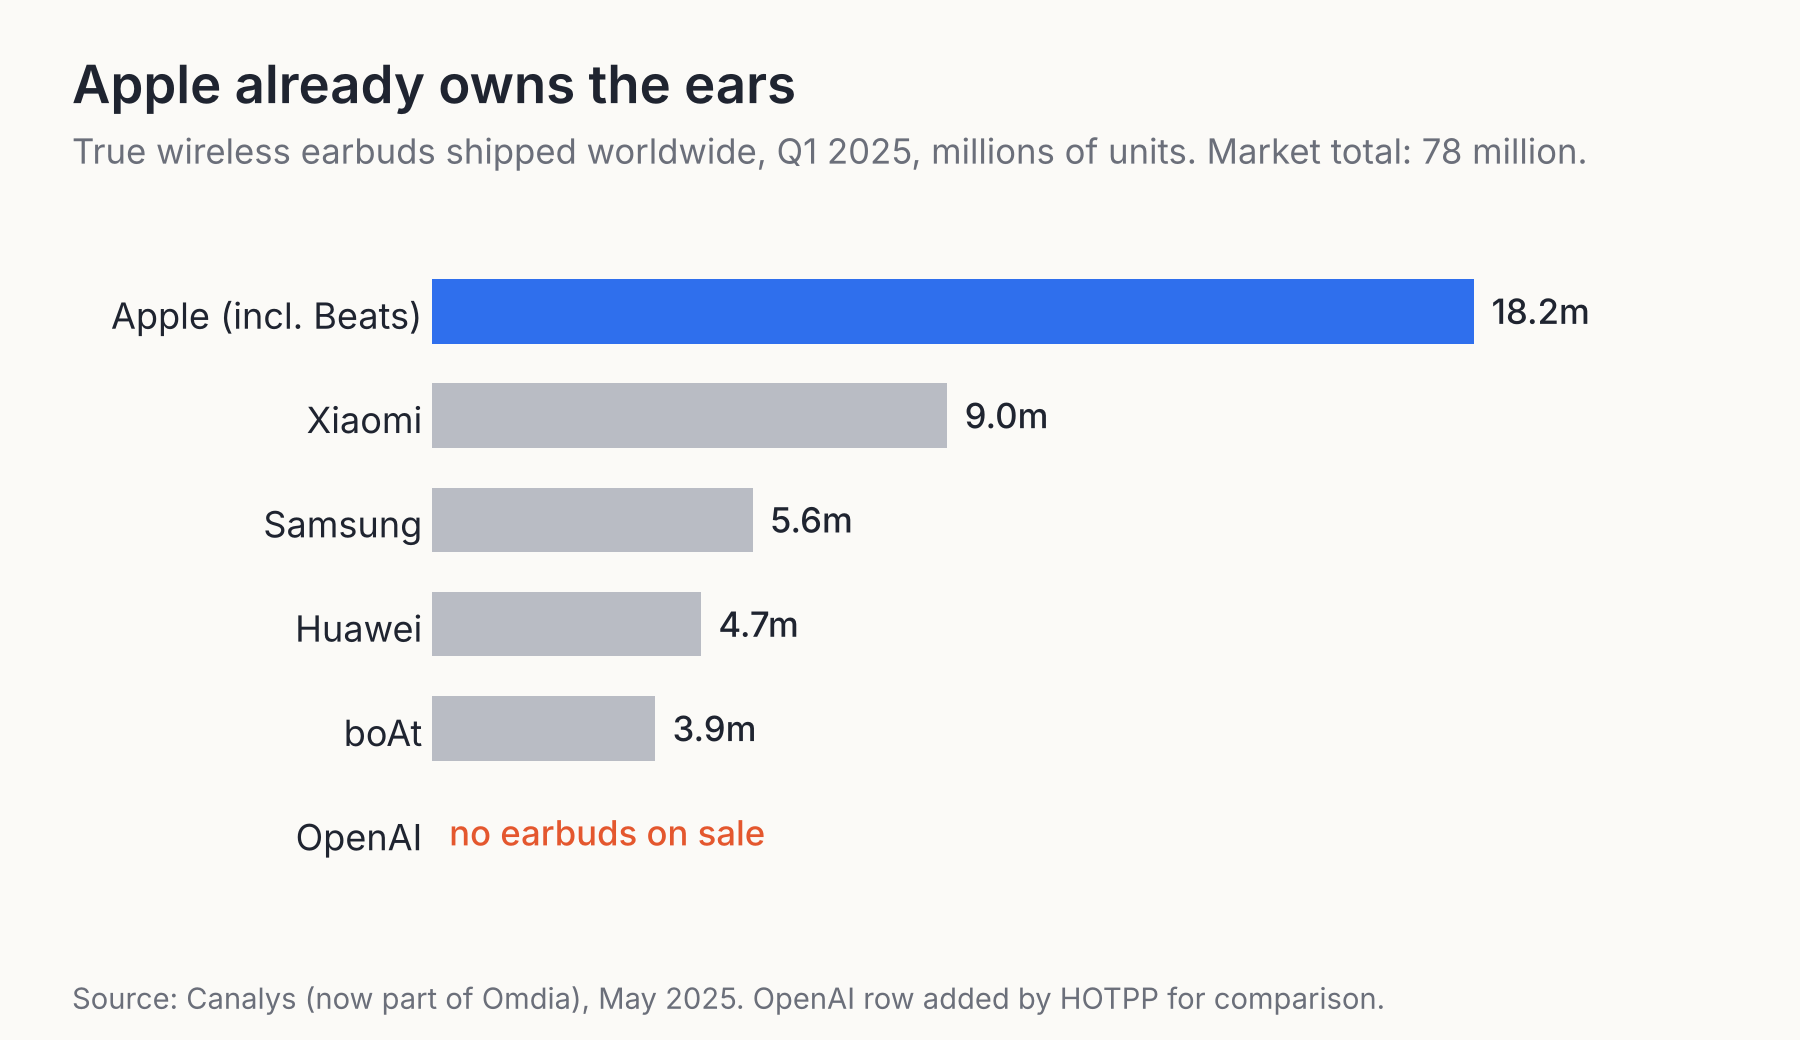 Apple already owns the ears
True wireless earbuds shipped worldwide, Q1 2025, millions of units. Market total: 78 million.
Apple (incl. Beats) 18.2m
Xiaomi 9.0m
Samsung 5.6m
Huawei 4.7m
boAt 3.9m
OpenAI no earbuds on sale
Source: Canalys (now part of Omdia), May 2025. OpenAI row added by HOTPP for comparison.